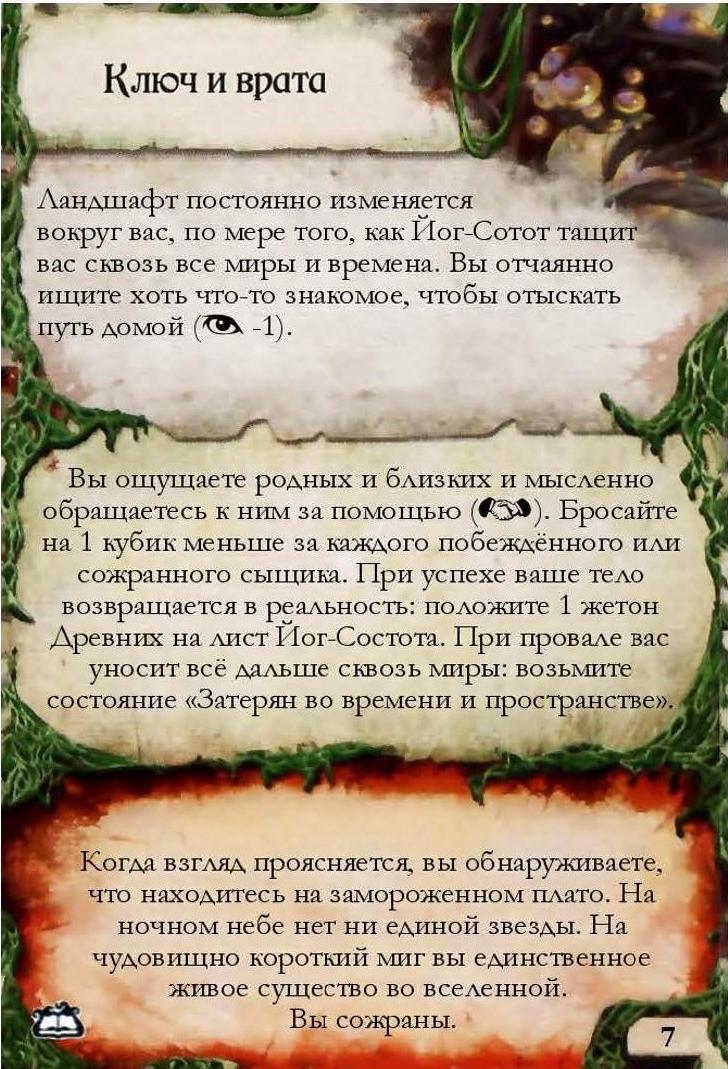 Ключ и врата
Ландшафт постоянно изменяется
вокруг вас, по мере того, как Йог-Сотот тащит
вас сквозь все миры и времена. Вы отчаянно
ищите хоть что-то знакомое, чтобы отыскать
путь домой ( -1).
Вы ощущаете родных и близких и мысленно
обращаетесь к ним за помощью ( ). Бросайте
на 1 кубик меньше за каждого побеждённого или
сожранного сыщика. При успехе ваше тело
возвращается в реальность: положите 1 жетон
Древних на лист Йог-Состота. При провале вас
уносит всё дальше сквозь миры: возьмите
состояние «Затерян во времени и пространстве».
Когда взгляд проясняется, вы обнаруживаете,
что находитесь на замороженном плато. На
ночном небе нет ни единой звезды. На
чудовищно короткий миг вы единственное
живое существо во вселенной.
Вы сожраны.
7